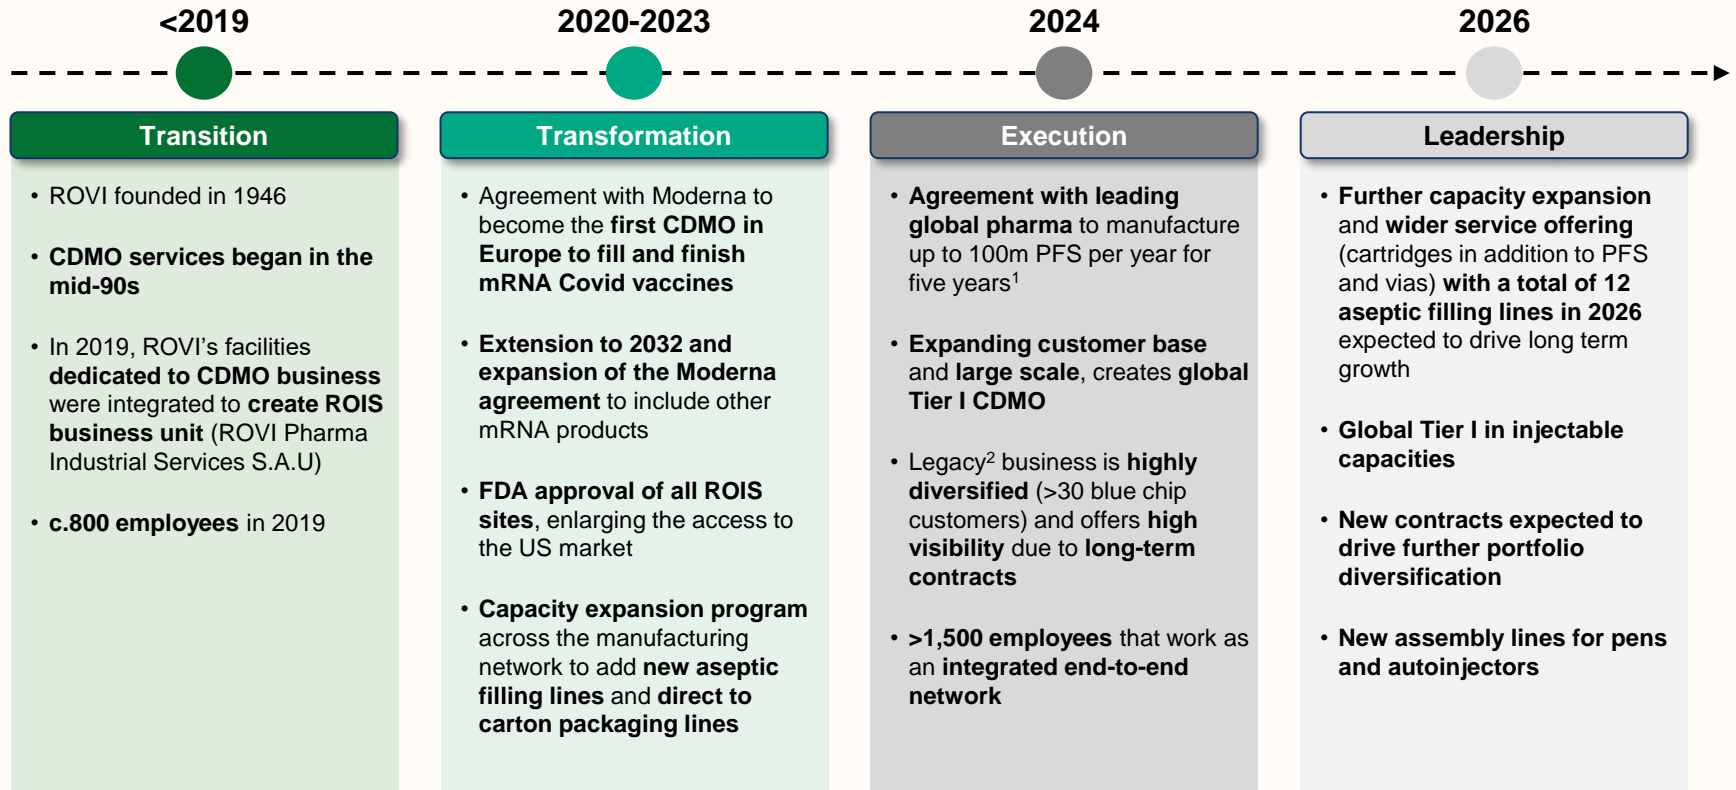 <2019
2020-2023
2024
2026
Transition
• ROVI founded in 1946
• CDMO services began in the
mid-90s
• In 2019, ROVI's facilities
dedicated to CDMO business
were integrated to create ROIS
business unit (ROVI Pharma
Industrial Services S.A.U)
• c.800 employees in 2019
Transformation
• Agreement with Moderna to
become the first CDMO in
Europe to fill and finish
mRNA Covid vaccines
• Extension to 2032 and
expansion of the Moderna
agreement to include other
mRNA products
• FDA approval of all ROIS
sites, enlarging the access to
the US market
• Capacity expansion program
across the manufacturing
network to add new aseptic
filling lines and direct to
carton packaging lines
Execution
• Agreement with leading
global pharma to manufacture
up to 100m PFS per year for
five years¹
• Expanding customer base
and large scale, creates global
Tier I CDMO
• Legacy² business is highly
diversified (>30 blue chip
customers) and offers high
visibility due to long-term
contracts
• >1,500 employees that work as
an integrated end-to-end
network
Leadership
• Further capacity expansion
and wider service offering
(cartridges in addition to PFS
and vias) with a total of 12
aseptic filling lines in 2026
expected to drive long term
growth
• Global Tier I in injectable
capacities
• New contracts expected to
drive further portfolio
diversification
• New assembly lines for pens
and autoinjectors